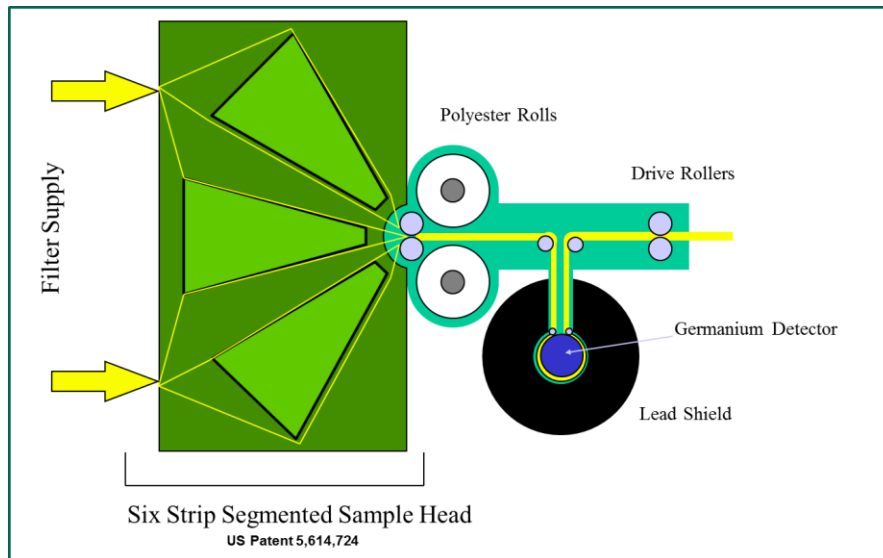 Polyester Rolls
Drive Rollers
Filter Supply
Germanium Detector
Lead Shield
Six Strip Segmented Sample Head
US Patent 5,614,724